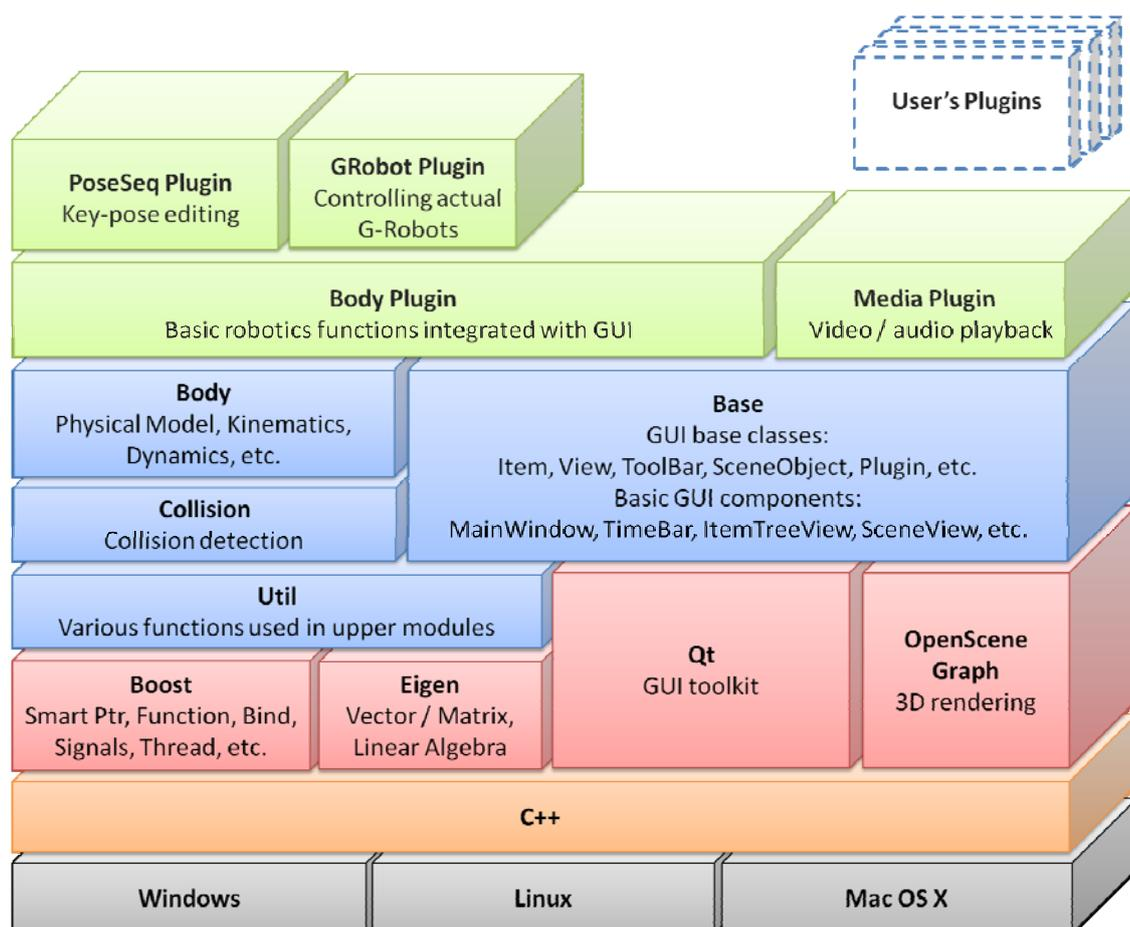 User's Plugins
PoseSeq Plugin
Key-pose editing
GRobot Plugin
Controlling actual
G-Robots
Body Plugin
Basic robotics functions integrated with GUI
Media Plugin
Video / audio playback
Body
Physical Model, Kinematics,
Dynamics, etc.
Base
GUI base classes:
Item, View, ToolBar, SceneObject, Plugin, etc.
Basic GUI components:
MainWindow, TimeBar, ItemTreeView, SceneView, etc.
Collision
Collision detection
Util
Various functions used in upper modules
Qt
GUI toolkit
OpenScene
Graph
3D rendering
Boost
Smart Ptr, Function, Bind,
Signals, Thread, etc.
Eigen
Vector / Matrix,
Linear Algebra
C++
Windows
Linux
Mac OS X